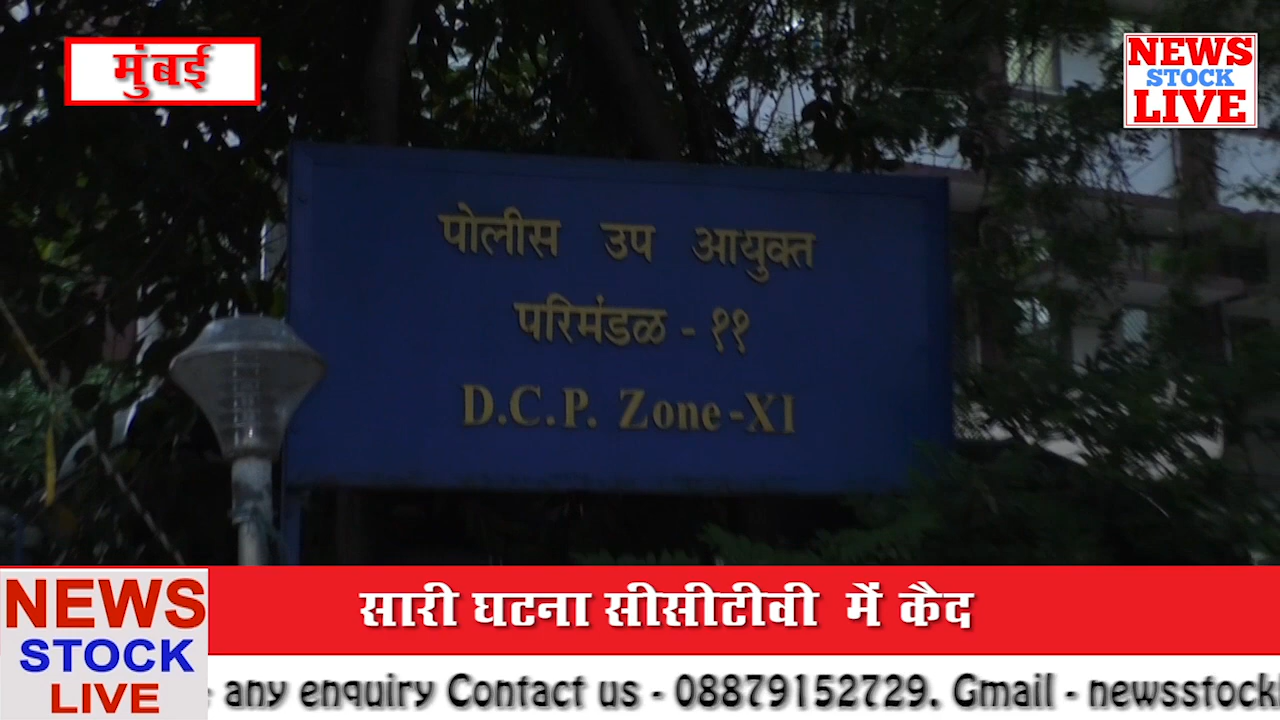 मुंबई
NEWS
STOCK
LIVE
पोलीस उप आयुक्त
परिमंडळ - ११
D.C.P. Zone-XI
सारी घटना सीसीटीवी में कैद
NEWS
STOCK
LIVE
any enquiry Contact us - 08879152729. Gmail - newsstock